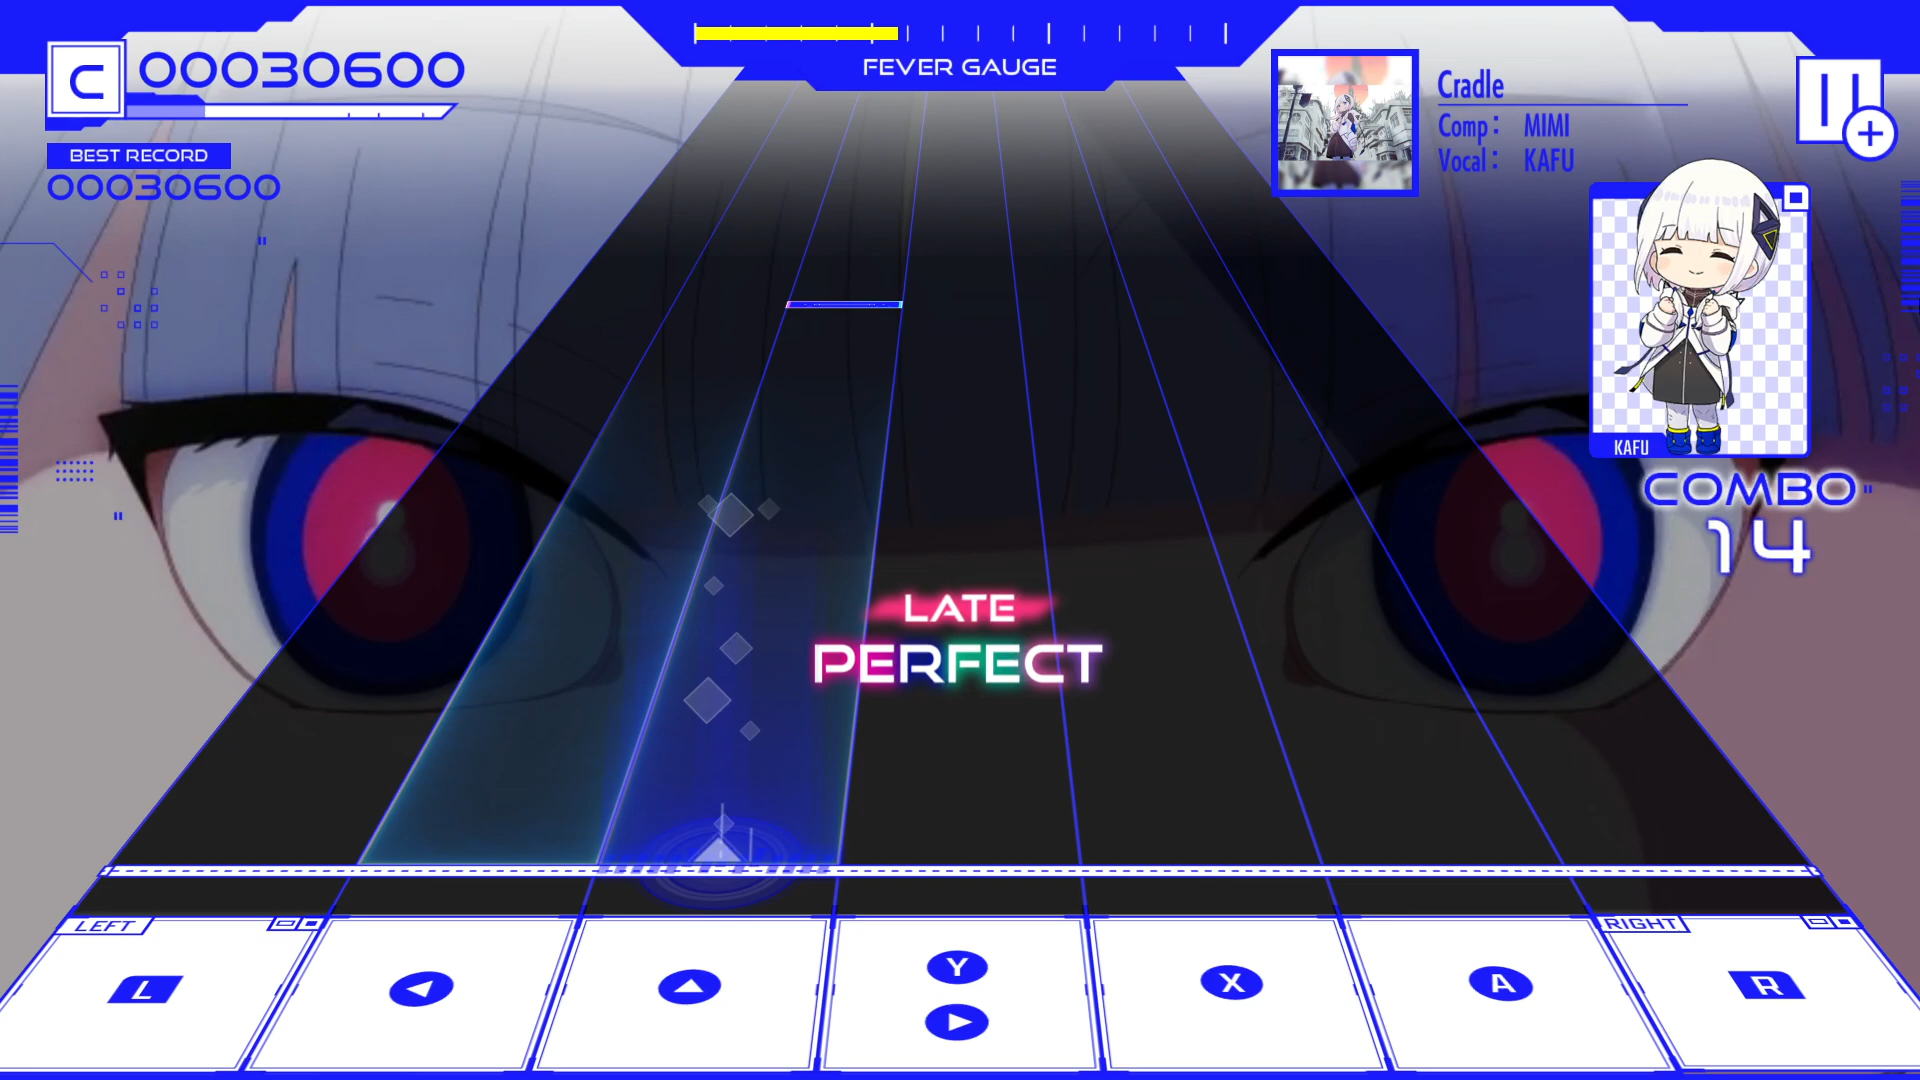 C 00030600
BEST RECORD
00030600
FEVER GAUGE
Cradle
Comp: MIMI
Vocal: KAFU
KAFU
COMBO
14
LATE
PERFECT
LEFT
RIGHT
L
Y
X
A
R